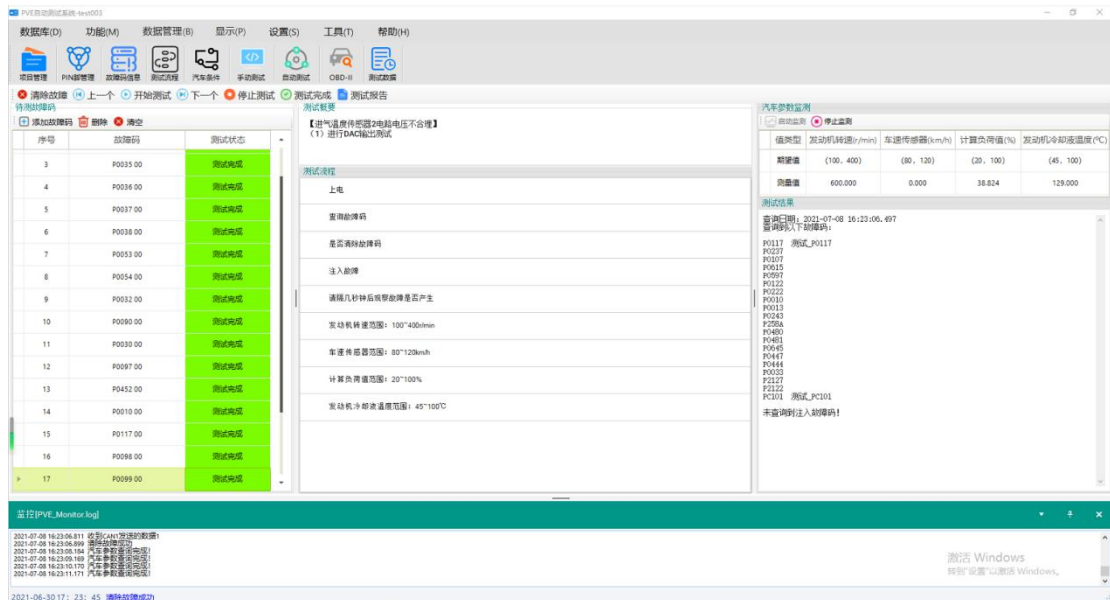 PVE自动测试系统-test003
数据库(D) 功能(M) 数据管理(B) 显示(P) 设置(S) 工具(T) 帮助(H)
项目管理 PIN脚管理 故障码信息 测试流程 汽车条件 手动测试 自动测试 OBD-II 测试数据
清除故障 上一个 开始测试 下一个 停止测试 测试完成 测试报告
待测故障码
添加故障码 删除 清空
序号 故障码 测试状态
3 P0035 00 测试完成
4 P0036 00 测试完成
5 P0037 00 测试完成
6 P0038 00 测试完成
7 P0053 00 测试完成
8 P0054 00 测试完成
9 P0032 00 测试完成
10 P0090 00 测试完成
11 P0030 00 测试完成
12 P0097 00 测试完成
13 P0452 00 测试完成
14 P0010 00 测试完成
15 P0117 00 测试完成
16 P0098 00 测试完成
17 P0099 00 测试完成
测试概要
【进气温度传感器2电路电压不合理】
(1) 进行DAC输出测试
测试流程
上电
查询故障码
是否清除故障码
注入故障
请隔几秒钟后观察故障是否产生
发动机转速范围: 100~400r/min
车速传感器范围: 80~120km/h
计算负荷值范围: 20~100%
发动机冷却液温度范围: 45~100℃
汽车参数监测
启动监测 停止监测
值类型 发动机转速(r/min) 车速传感器(km/h) 计算负荷值(%) 发动机冷却液温度(℃)
期望值 (100, 400) (80, 120) (20, 100) (45, 100)
测量值 600.000 0.000 38.824 129.000
测试结果
查询日期: 2021-07-08 16:23:06.497
查询到以下故障码:
P0117 测试_P0117
P0237
P0107
P0615
P0597
P0122
P0222
P0010
P0013
P0243
P258A
P0480
P0481
P0645
P0447
P0444
P0033
P2127
P2122
PC101 测试_PC101
未查询到注入故障码!
监控[PVE_Monitor.log]
2021-07-08 16:23:06.811 收到CAN1发送的数据!
2021-07-08 16:23:06.899 清除故障成功
2021-07-08 16:23:08.184 汽车参数查询完成!
2021-07-08 16:23:09.169 汽车参数查询完成!
2021-07-08 16:23:10.170 汽车参数查询完成!
2021-07-08 16:23:11.171 汽车参数查询完成!
激活 Windows
转到"设置"以激活 Windows。
2021-06-30 17: 23: 45 清除故障成功